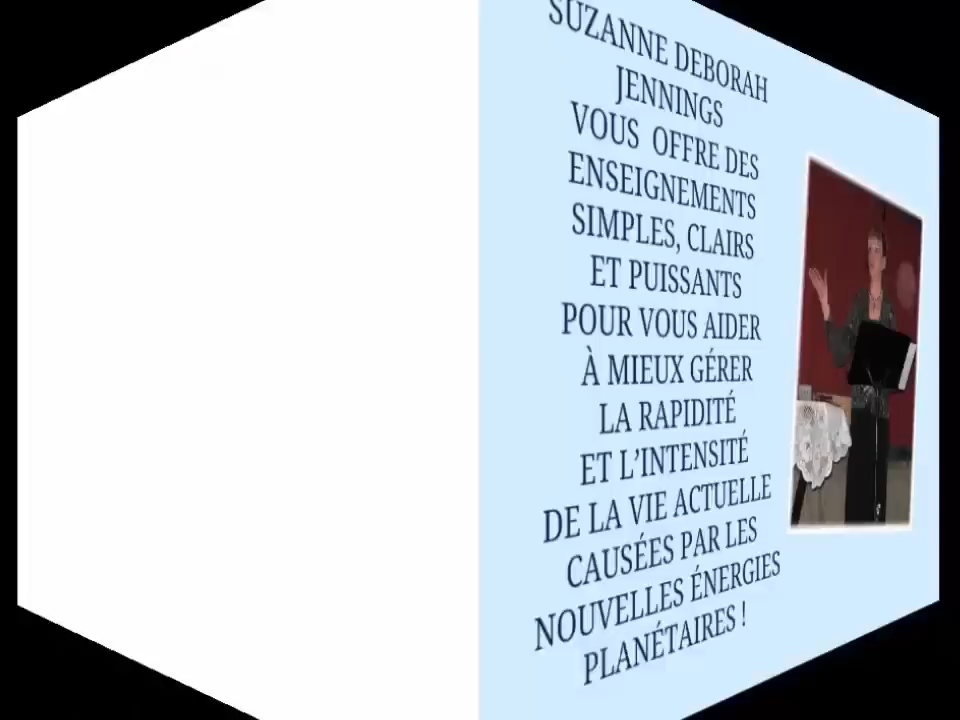 SUZANNE DEBORAH
JENNINGS
VOUS OFFRE DES
ENSEIGNEMENTS
SIMPLES, CLAIRS
ET PUISSANTS
POUR VOUS AIDER
À MIEUX GÉRER
LA RAPIDITÉ
ET L’INTENSITÉ
DE LA VIE ACTUELLE
CAUSÉES PAR LES
NOUVELLES ÉNERGIES
PLANÉTAIRES !